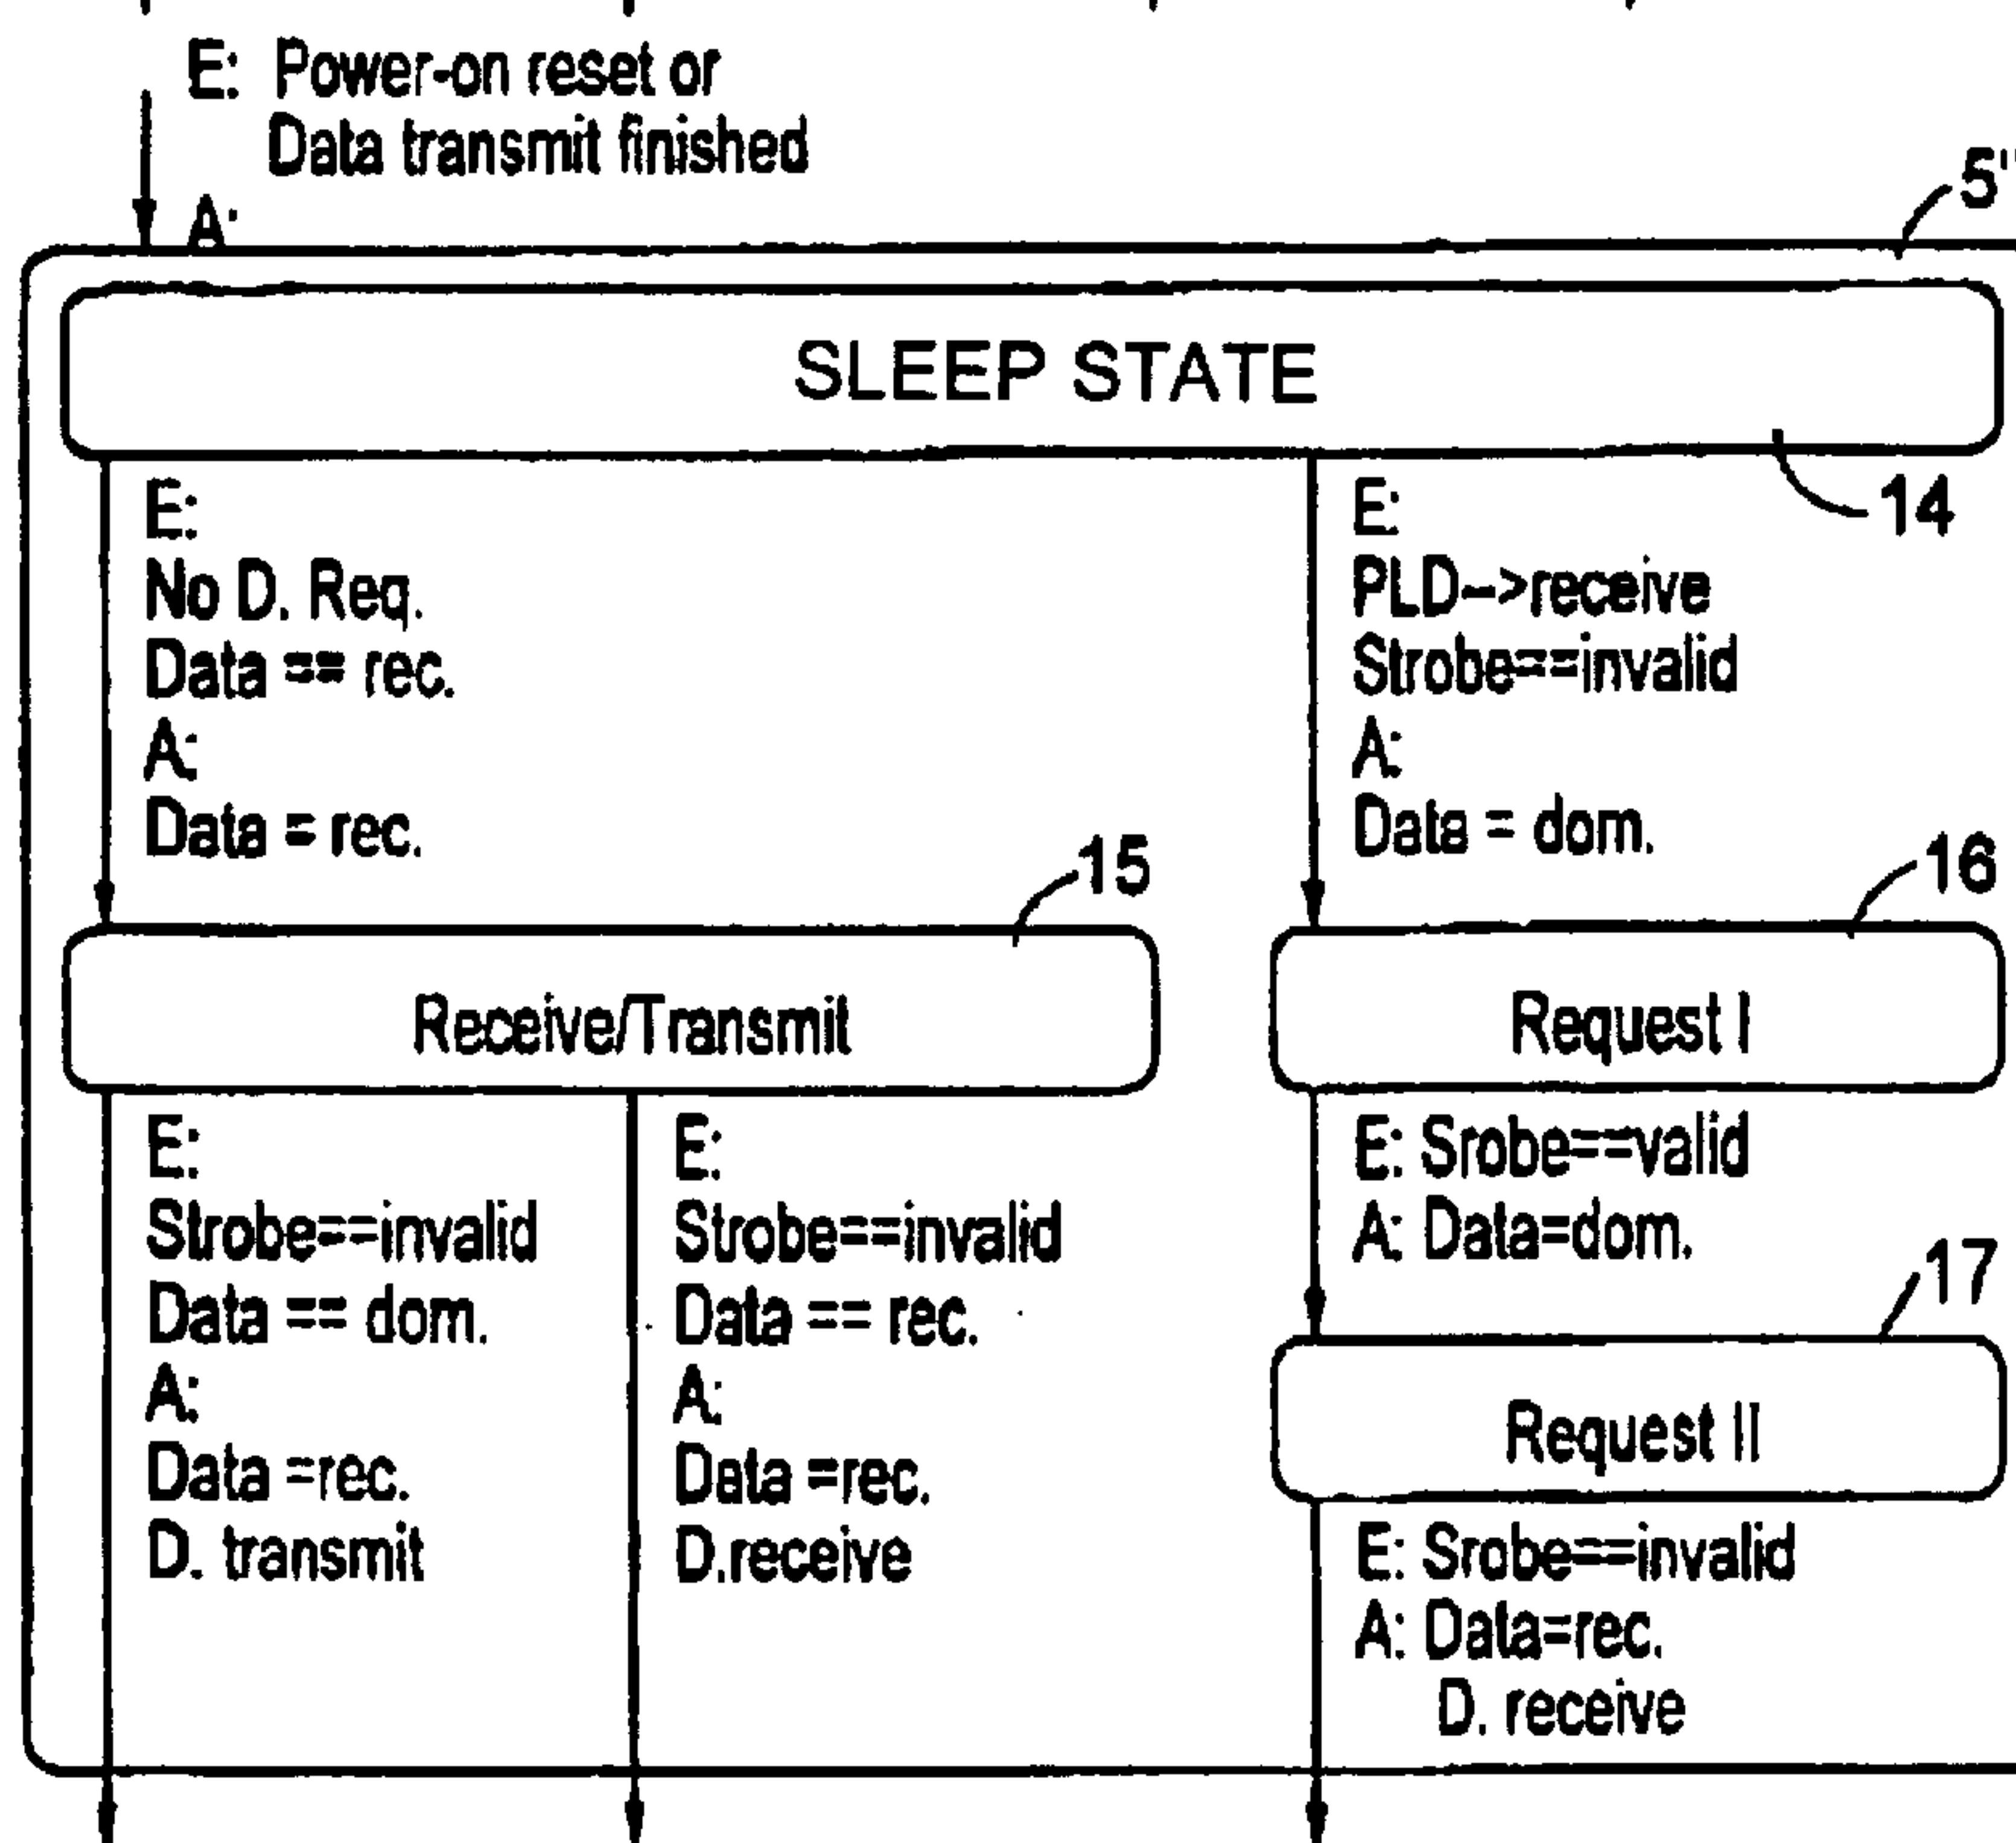 E: Power-on reset or
Data transmit finished
A:
5"
SLEEP STATE
14
E:
No D. Req.
Data == rec.
A:
Data = rec.
E:
PLD-->receive
Strobe==invalid
A:
Data = dom.
15
16
Receive/Transmit
Request I
E:
Strobe==invalid
Data == dom.
A:
Data =rec.
D. transmit
E:
Strobe==invalid
Data == rec.
A:
Data =rec.
D.receive
E: Srobe==valid
A: Data=dom.
17
Request II
E: Srobe==invalid
A: Data=rec.
D. receive